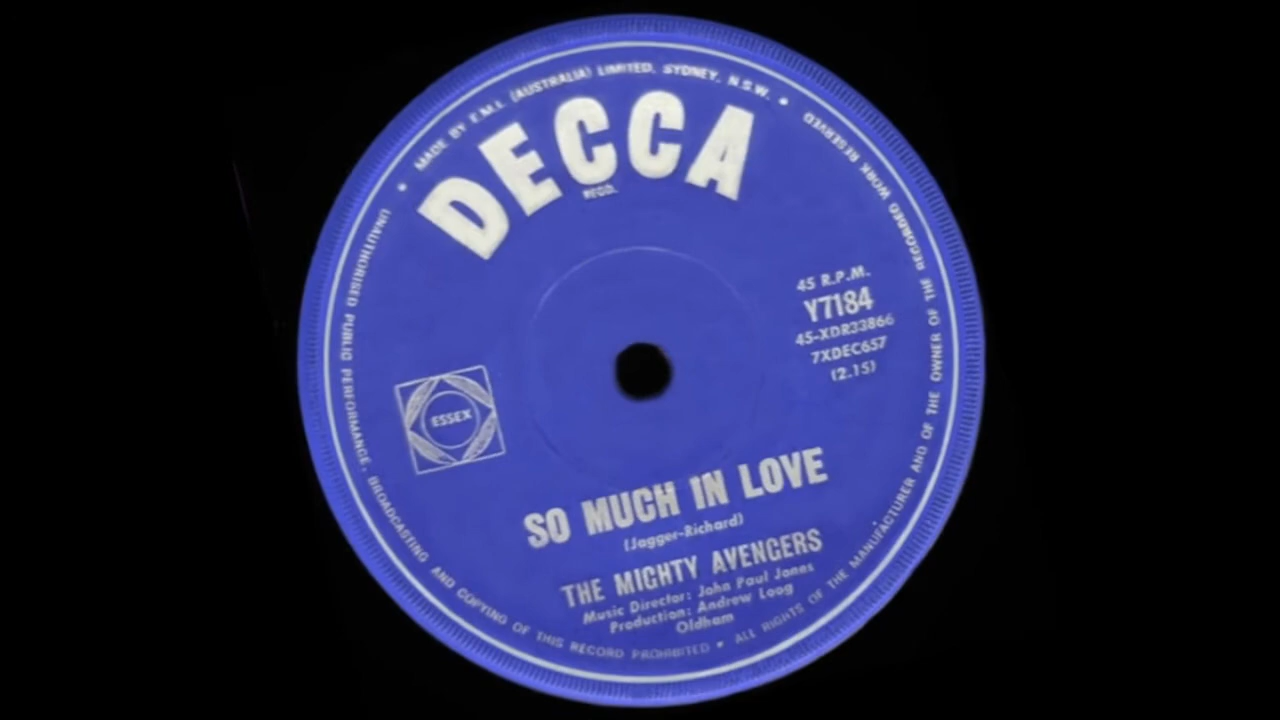 MADE BY E.M.I. (AUSTRALIA) LIMITED. SYDNEY, N.S.W.
DECCA
REGD.
45 R.P.M.
Y7184
45-XDR33866
7XDEC657
(2.15)
ESSEX
SO MUCH IN LOVE
(Jagger-Richard)
THE MIGHTY AVENGERS
Music Director: John Paul Jones
Production: Andrew Loog
Oldham
ALL RIGHTS OF THE MANUFACTURER AND OF THE OWNER OF THE RECORDED WORK RESERVED
UNAUTHORISED PUBLIC PERFORMANCE, BROADCASTING AND COPYING OF THIS RECORD PROHIBITED